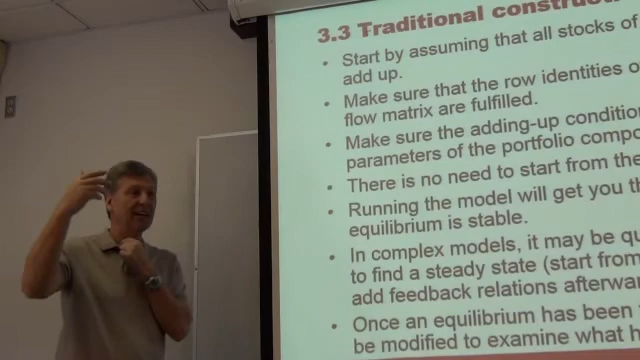 3.3 Traditional constructi
• Start by assuming that all stocks of
add up.
• Make sure that the row identities o
flow matrix are fulfilled.
• Make sure the adding-up condition
parameters of the portfolio compo
• There is no need to start from the
• Running the model will get you th
equilibrium is stable.
• In complex models, it may be qu
to find a steady state (start from
add feedback relations afterwar
• Once an equilibrium has been
be modified to examine what h